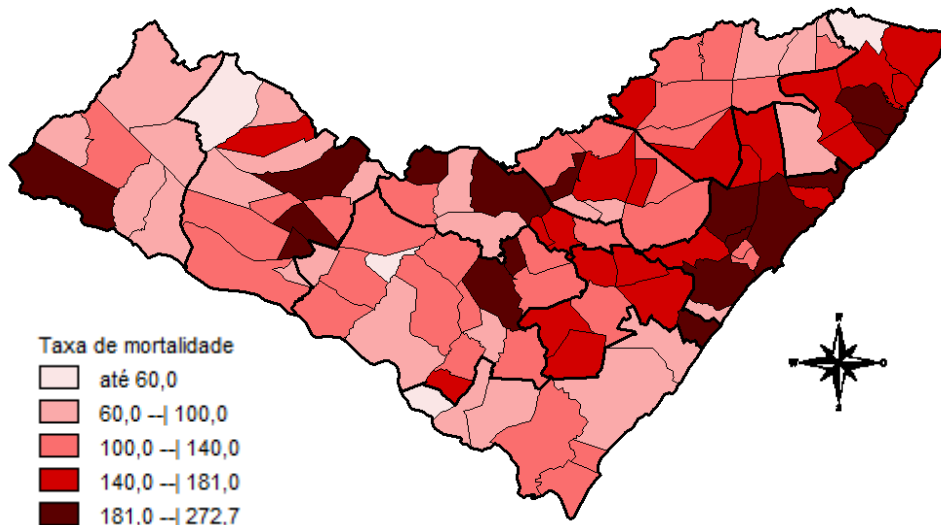 Taxa de mortalidade
até 60,0
60,0 --| 100,0
100,0 --| 140,0
140,0 --| 181,0
181,0 --| 272,7